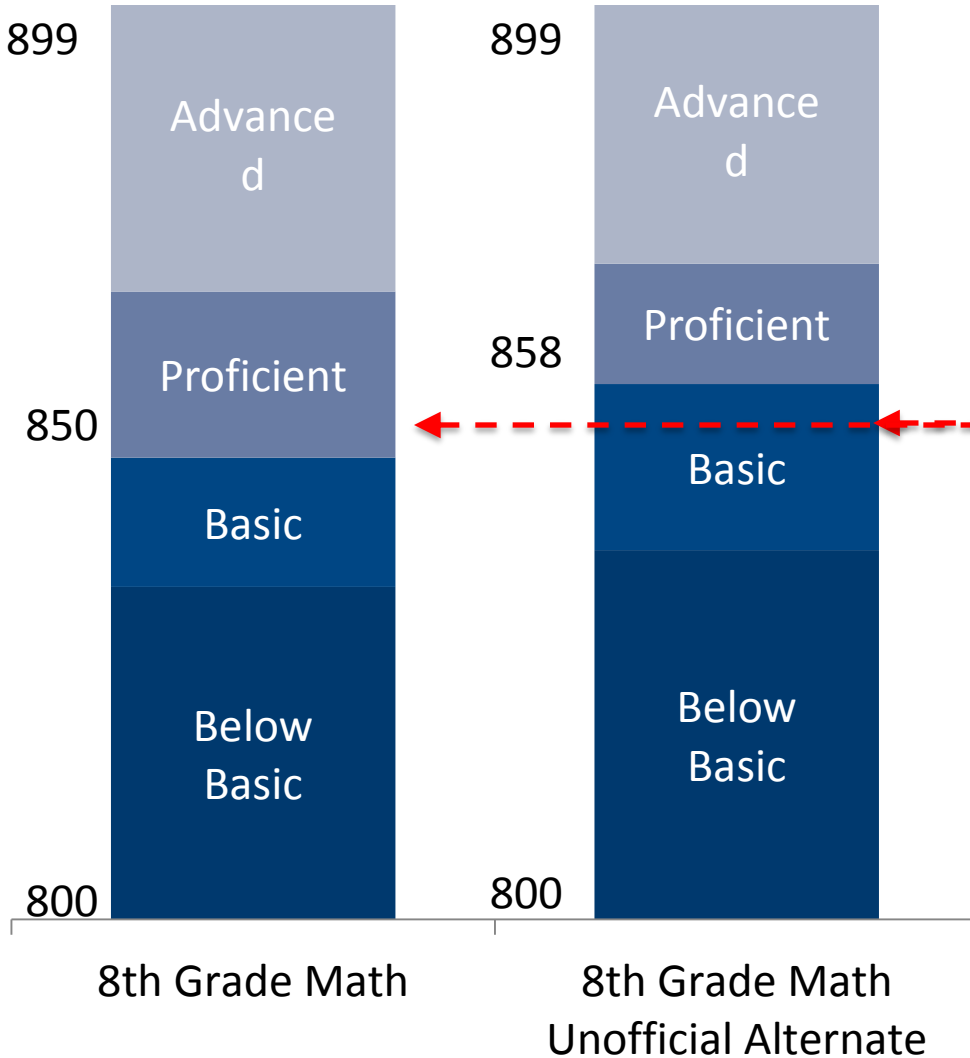 899
Advance
d
Proficient
850
Basic
Below
Basic
800
8th Grade Math
899
Advance
d
Proficient
858
Basic
Below
Basic
800
8th Grade Math
Unofficial Alternate